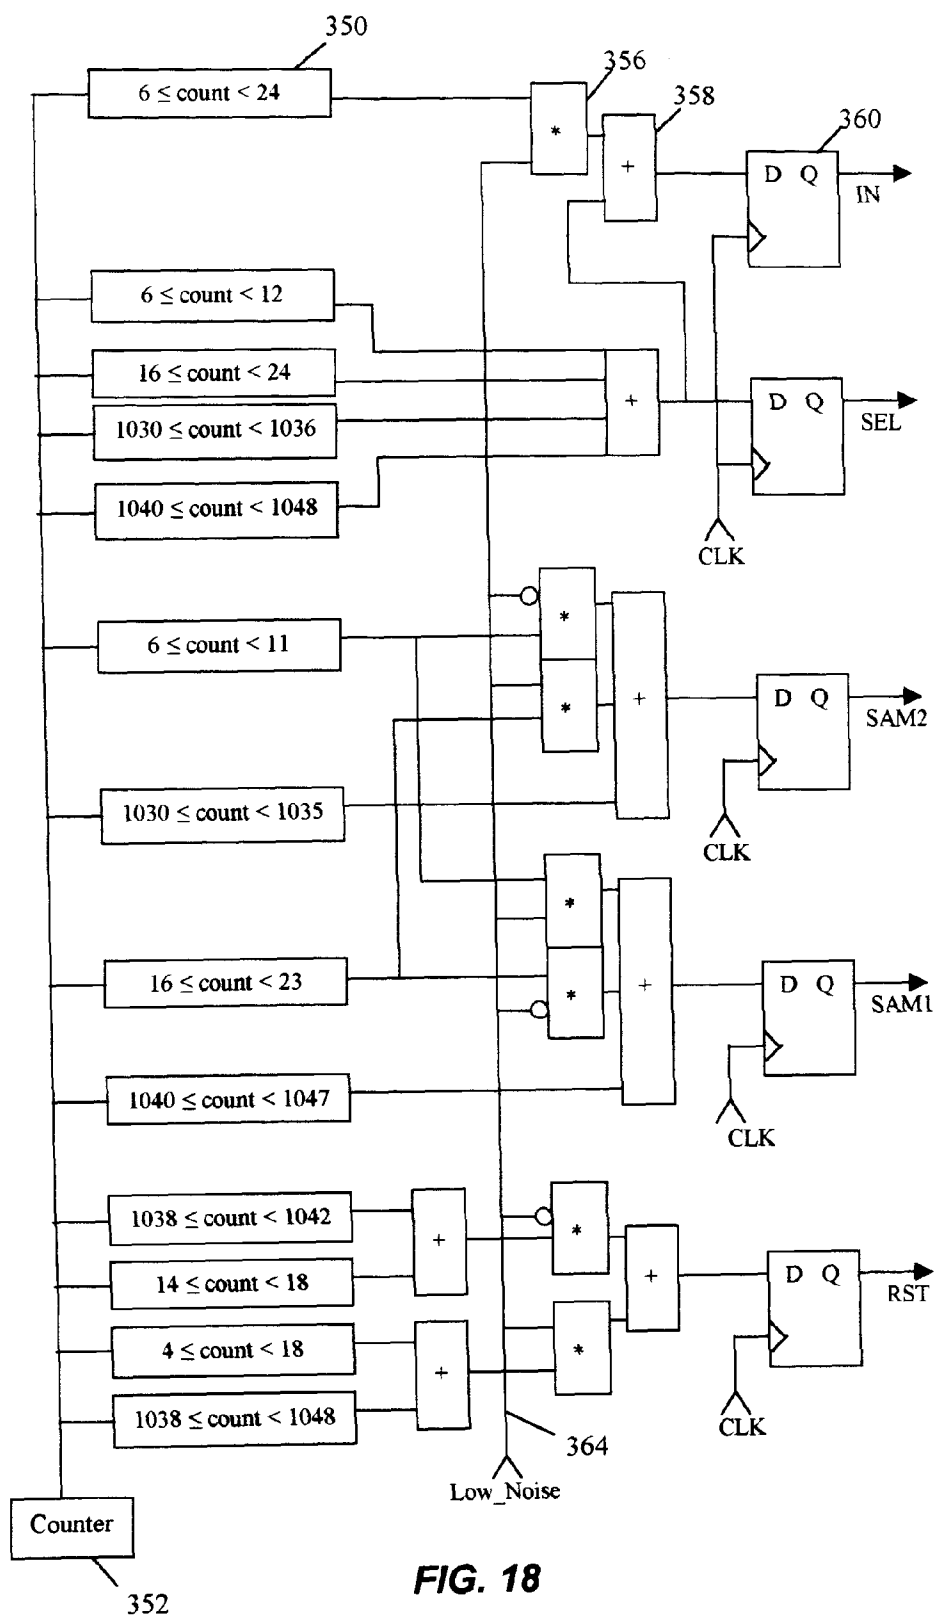 350
6 ≤ count < 24
356
*
358
+
360
D Q
IN
6 ≤ count < 12
16 ≤ count < 24
1030 ≤ count < 1036
1040 ≤ count < 1048
+
D Q
SEL
CLK
6 ≤ count < 11
*
*
+
D Q
SAM2
1030 ≤ count < 1035
CLK
*
16 ≤ count < 23
*
+
D Q
SAM1
1040 ≤ count < 1047
CLK
1038 ≤ count < 1042
+
*
14 ≤ count < 18
+
D Q
RST
4 ≤ count < 18
+
*
1038 ≤ count < 1048
CLK
364
Low_Noise
Counter
352
FIG. 18